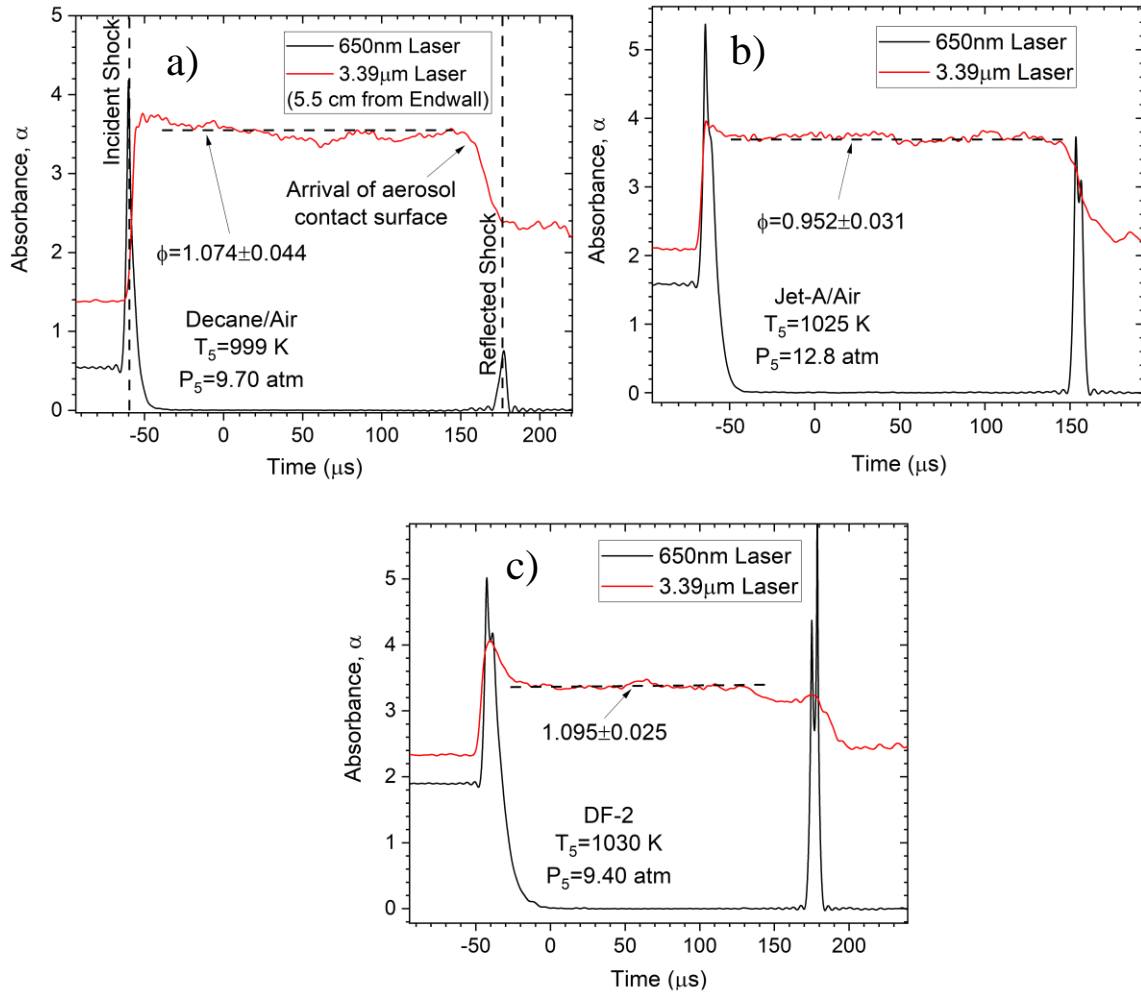 a)
650nm Laser
3.39μm Laser
(5.5 cm from Endwall)
Incident Shock
Arrival of aerosol
contact surface
ϕ=1.074±0.044
Reflected Shock
Decane/Air
T₅=999 K
P₅=9.70 atm
Absorbance, α
0
1
2
3
4
5
-50
0
50
100
150
200
Time (μs)
b)
650nm Laser
3.39μm Laser
ϕ=0.952±0.031
Jet-A/Air
T₅=1025 K
P₅=12.8 atm
Absorbance, α
0
1
2
3
4
5
-50
0
50
100
150
Time (μs)
c)
650nm Laser
3.39μm Laser
1.095±0.025
DF-2
T₅=1030 K
P₅=9.40 atm
Absorbance, α
0
1
2
3
4
5
-50
0
50
100
150
200
Time (μs)